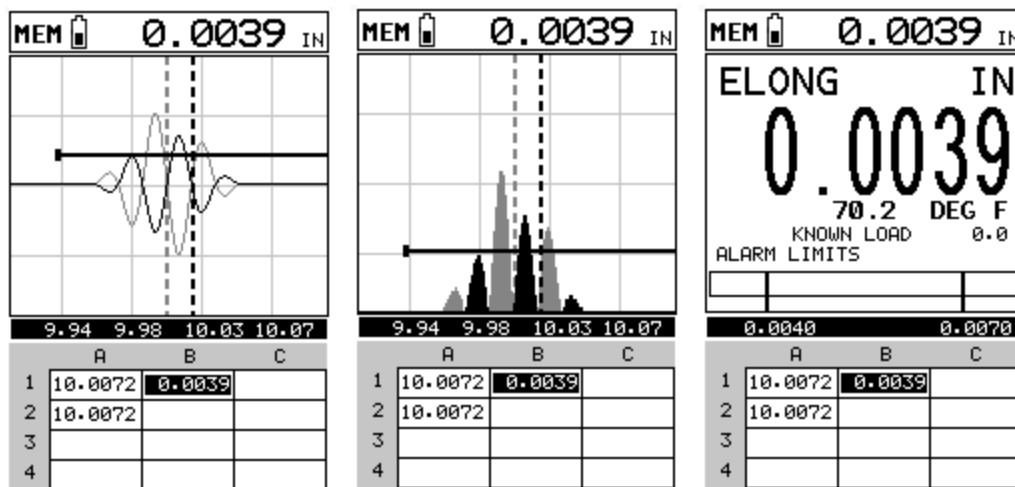 MEM 0.0039 IN
9.94 9.98 10.03 10.07
A B C
1 10.0072 0.0039
2 10.0072
3
4
MEM 0.0039 IN
9.94 9.98 10.03 10.07
A B C
1 10.0072 0.0039
2 10.0072
3
4
MEM 0.0039 IN
ELONG IN
0.0039
70.2 DEG F
KNOWN LOAD 0.0
ALARM LIMITS
0.0040 0.0070
A B C
1 10.0072 0.0039
2 10.0072
3
4